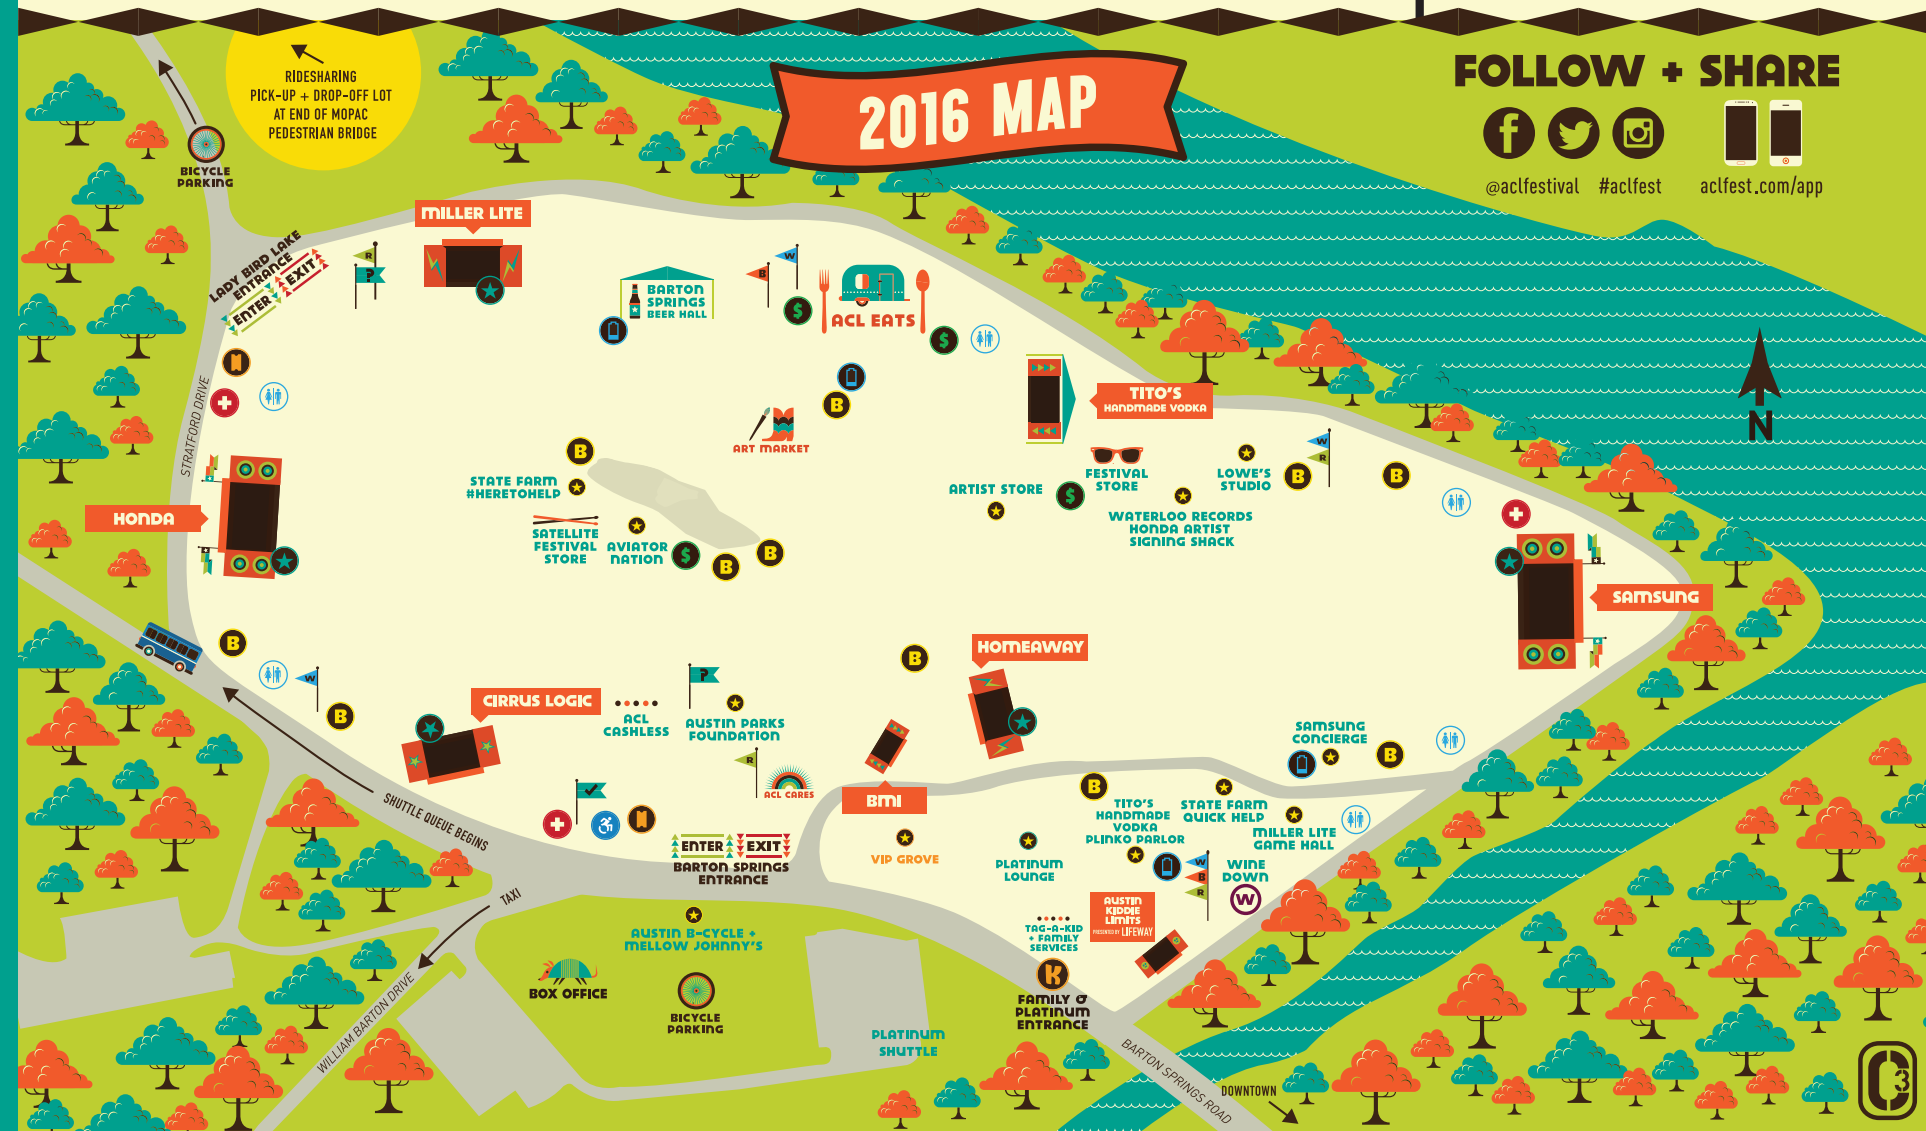 2016 MAP
FOLLOW + SHARE
@aclfestival #aclfest aclfest.com/app
RIDESHARING
PICK-UP + DROP-OFF LOT
AT END OF MOPAC
PEDESTRIAN BRIDGE
BICYCLE
PARKING
LADY BIRD LAKE
ENTRANCE
ENTER EXIT
R
?
MILLER LITE
BARTON
SPRINGS
BEER HALL
B
W
$
ACL EATS
$
TITO'S
HANDMADE VODKA
N
STRATFORD DRIVE
B
ART MARKET
HONDA
B
STATE FARM
#HERETOHELP
SATELLITE
FESTIVAL
STORE
AVIATOR
NATION
$
B
B
ARTIST STORE
$
FESTIVAL
STORE
WATERLOO RECORDS
HONDA ARTIST
SIGNING SHACK
LOWE'S
STUDIO
B
W
R
B
SAMSUNG
B
W
B
CIRRUS LOGIC
ACL
CASHLESS
?
AUSTIN PARKS
FOUNDATION
R
ACL CARES
B
HOMEAWAY
BMI
SAMSUNG
CONCIERGE
B
SHUTTLE QUEUE BEGINS
TAXI
WILLIAM BARTON DRIVE
ENTER EXIT
BARTON SPRINGS
ENTRANCE
VIP GROVE
PLATINUM
LOUNGE
B
TITO'S
HANDMADE
VODKA
PLINKO PARLOR
STATE FARM
QUICK HELP
MILLER LITE
GAME HALL
W
B
R
WINE
DOWN
W
AUSTIN
KIDDIE
LIMITS
PRESENTED BY LIFEWAY
TAG-A-KID
+ FAMILY
SERVICES
K
FAMILY &
PLATINUM
ENTRANCE
AUSTIN B-CYCLE +
MELLOW JOHNNY'S
BOX OFFICE
BICYCLE
PARKING
PLATINUM
SHUTTLE
BARTON SPRINGS ROAD
DOWNTOWN
C3